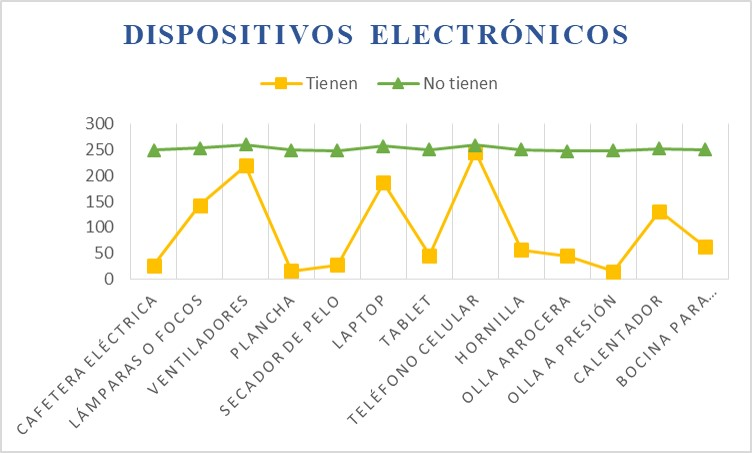 DISPOSITIVOS ELECTRÓNICOS
Tienen
No tienen
300
250
200
150
100
50
0
CAFETERA ELÉCTRICA
LÁMPARAS O FOCOS
VENTILADORES
PLANCHA
SECADOR DE PELO
LAPTOP
TABLET
TELÉFONO CELULAR
HORNILLA
OLLA ARROCERA
OLLA A PRESIÓN
CALENTADOR
BOCINA PARA…